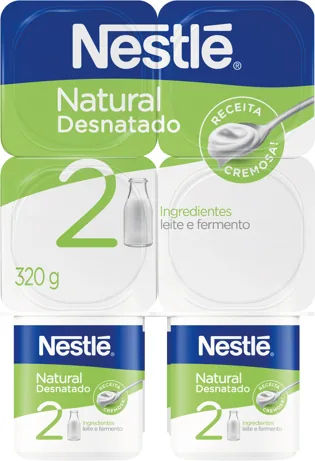 Nestlé®
Natural
Desnatado
RECEITA
CREMOSA!
2
Ingredientes
leite e fermento
320 g
Nestlé®
Natural
Desnatado
RECEITA
CREMOSA!
2
Ingredientes
leite e fermento
Nestlé®
Natural
Desnatado
RECEITA
CREMOSA!
2
Ingredientes
leite e fermento